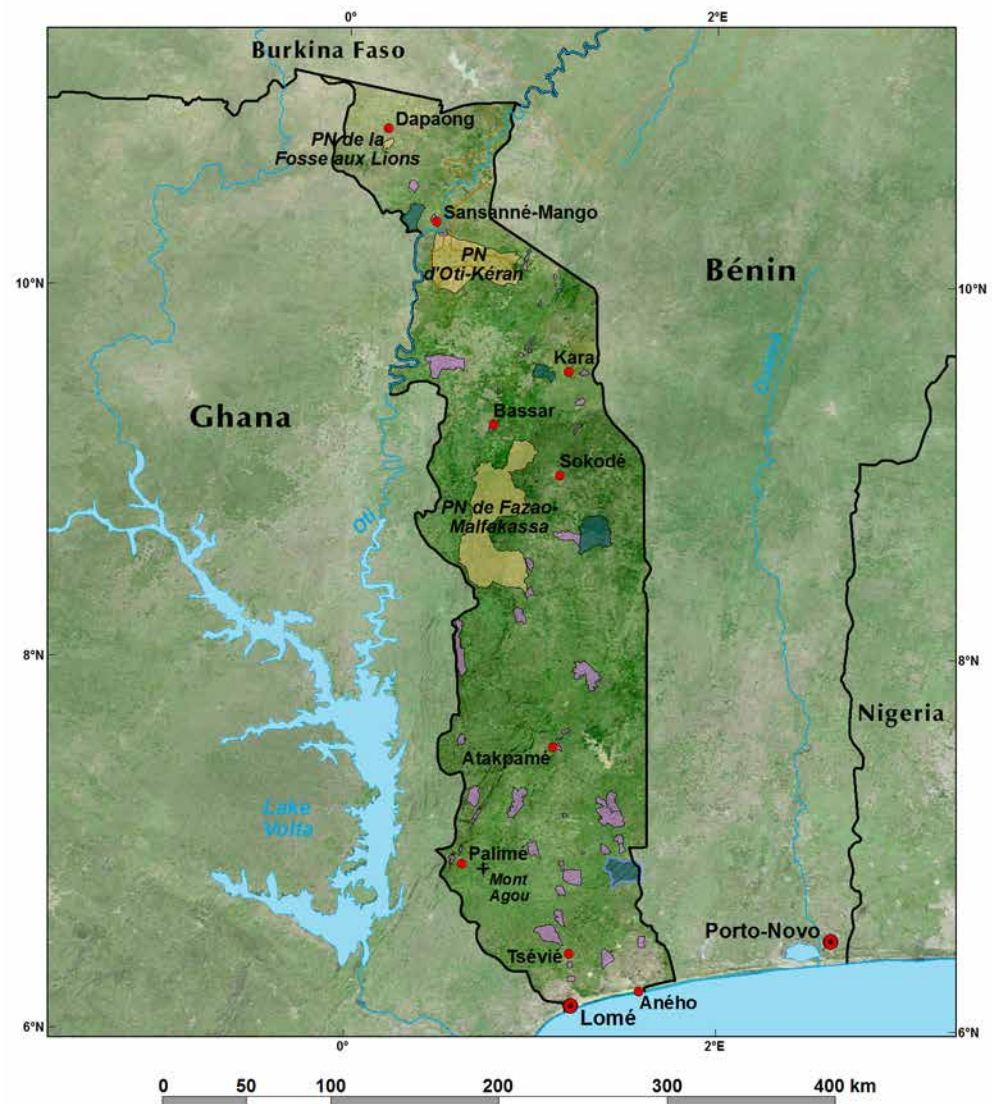 0°
2°E
Burkina Faso
Dapaong
PN de la
Fosse aux Lions
Sansanné-Mango
PN
d'Oti-Kéran
Bénin
10°N
10°N
Kara
Ghana
Bassar
Sokodé
PN de Fazao-
Malfakassa
Oti
Ouémé
8°N
8°N
Nigeria
Atakpamé
Lake
Volta
Palimé
Mont
Agou
Porto-Novo
Tsévié
Aného
Lomé
6°N
6°N
0°
2°E
0 50 100 200 300 400 km